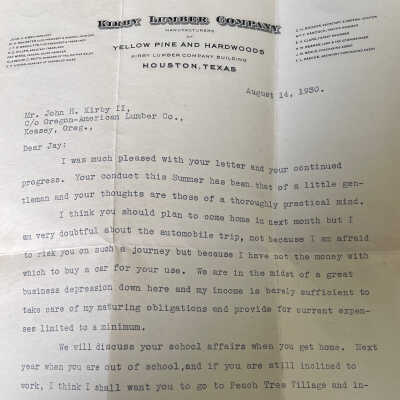 KIRBY LUMBER COMPANY
MANUFACTURERS
OF
YELLOW PINE AND HARDWOODS
KIRBY LUMBER COMPANY BUILDING
HOUSTON, TEXAS
August 14, 1930.
Mr. John H. Kirby II,
C/o Oregon-American Lumber Co.,
Keasey, Oreg.,
Dear Jay:
I was much pleased with your letter and your continued
progress. Your conduct this Summer has been that of a little gen-
tleman and your thoughts are those of a thoroughly practical mind.
I think you should plan to come home in next month but I
am very doubtful about the automobile trip, not because I am afraid
to risk you on such a journey but because I have not the money with
which to buy a car for your use. We are in the midst of a great
business depression down here and my income is barely sufficient to
take care of my maturing obligations and provide for current expen-
ses limited to a minimum.
We will discuss your school affairs when you get home. Next
year when you are out of school,and if you are still inclined to
work, I think I shall want you to go to Peach Tree Village and in-